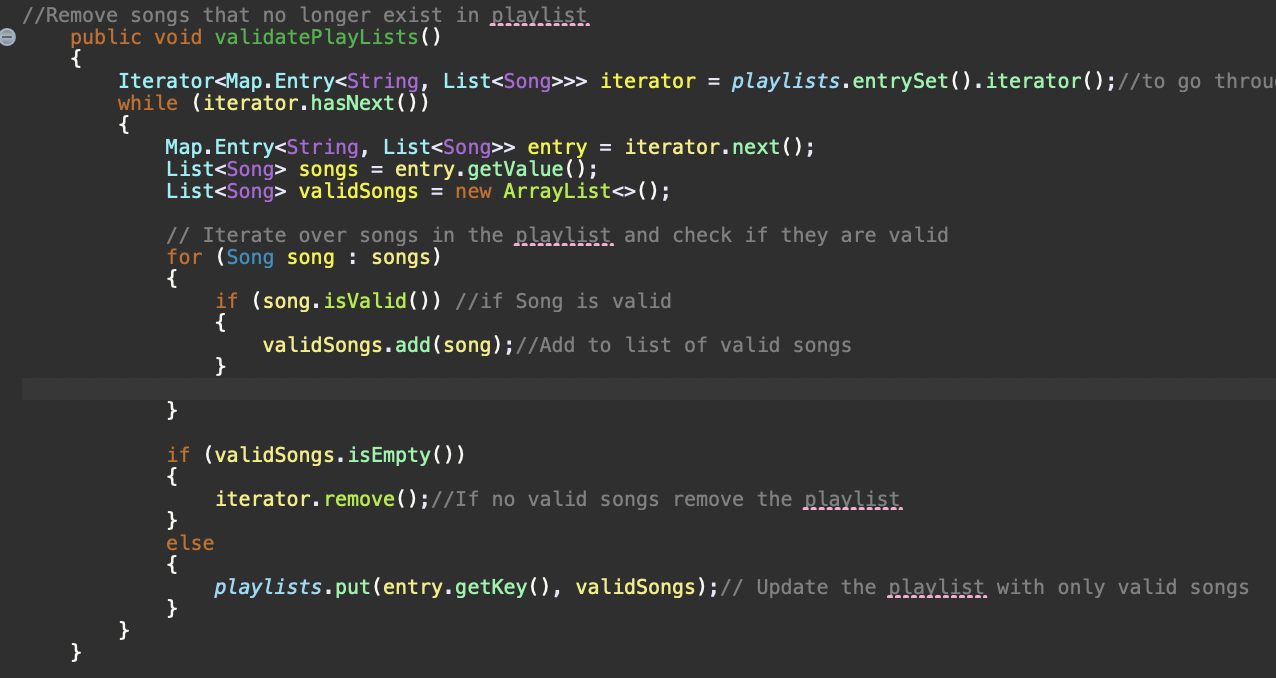 //Remove songs that no longer exist in playlist
public void validatePlayLists()
{
Iterator<Map.Entry<String, List<Song>>> iterator = playlists.entrySet().iterator();//to go
while (iterator.hasNext())
{
Map.Entry<String, List<Song>> entry = iterator.next();
List<Song> songs = entry.getValue();
List<Song> validSongs = new ArrayList<>();
// Iterate over songs in the playlist and check if they are valid
for (Song song : songs)
{
if (song.isValid()) //if Song is valid
{
validSongs.add(song);//Add to list of valid songs
}
}
if (validSongs.isEmpty())
{
iterator.remove();//If no valid songs remove the playlist
}
else
{
playlists.put(entry.getKey(), validSongs);// Update the playlist with only valid songs
}
}
}